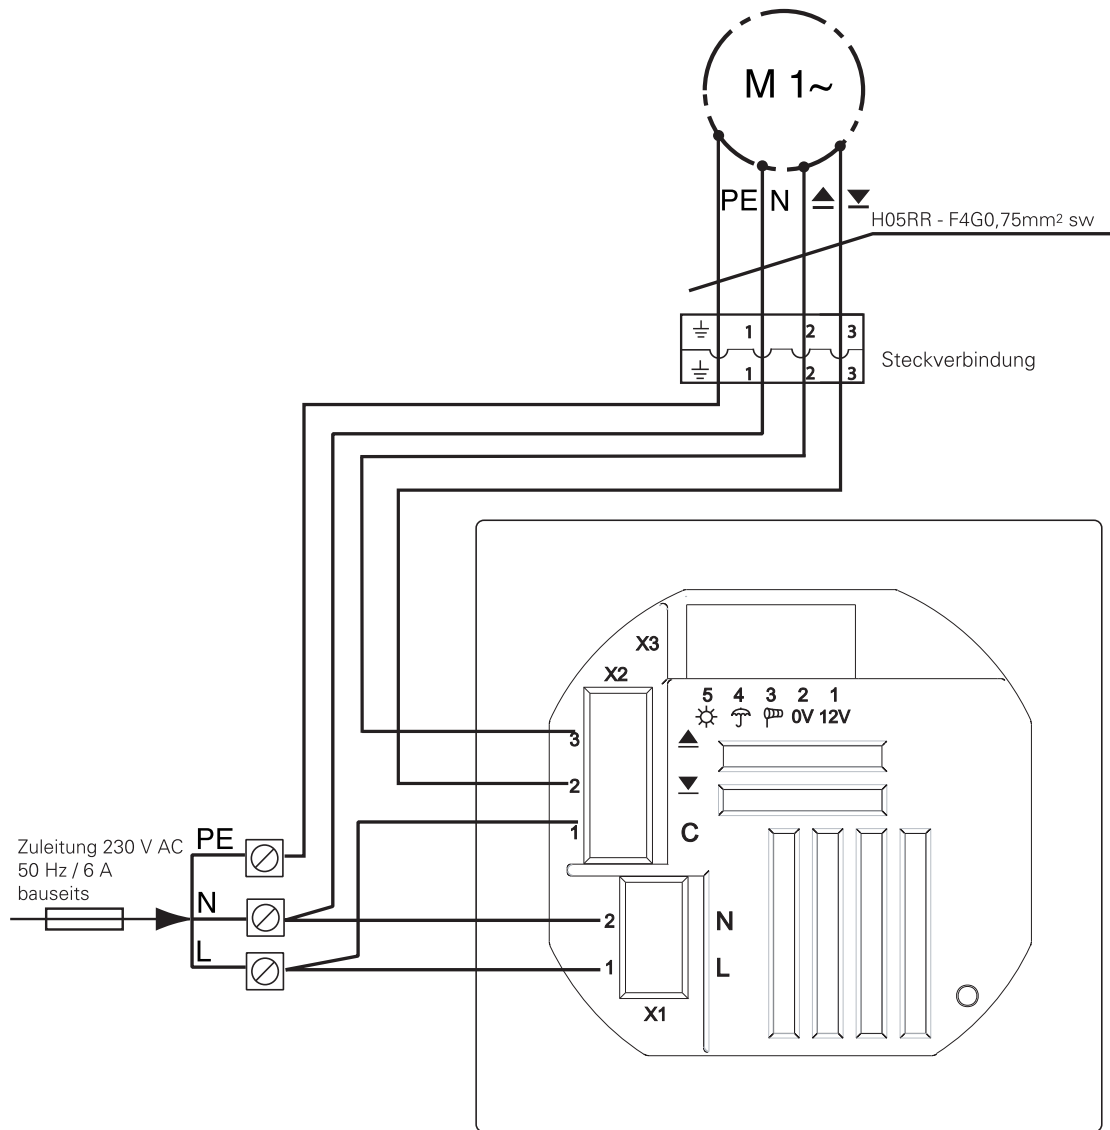 M 1~
PE N
H05RR - F4G0,75mm² sw
1 2 3
1 2 3
Steckverbindung
X3
X2
5 4 3 2 1
0V 12V
3
2
1 C
Zuleitung 230 V AC
50 Hz / 6 A
bauseits
PE
N
L
2 N
1 L
X1